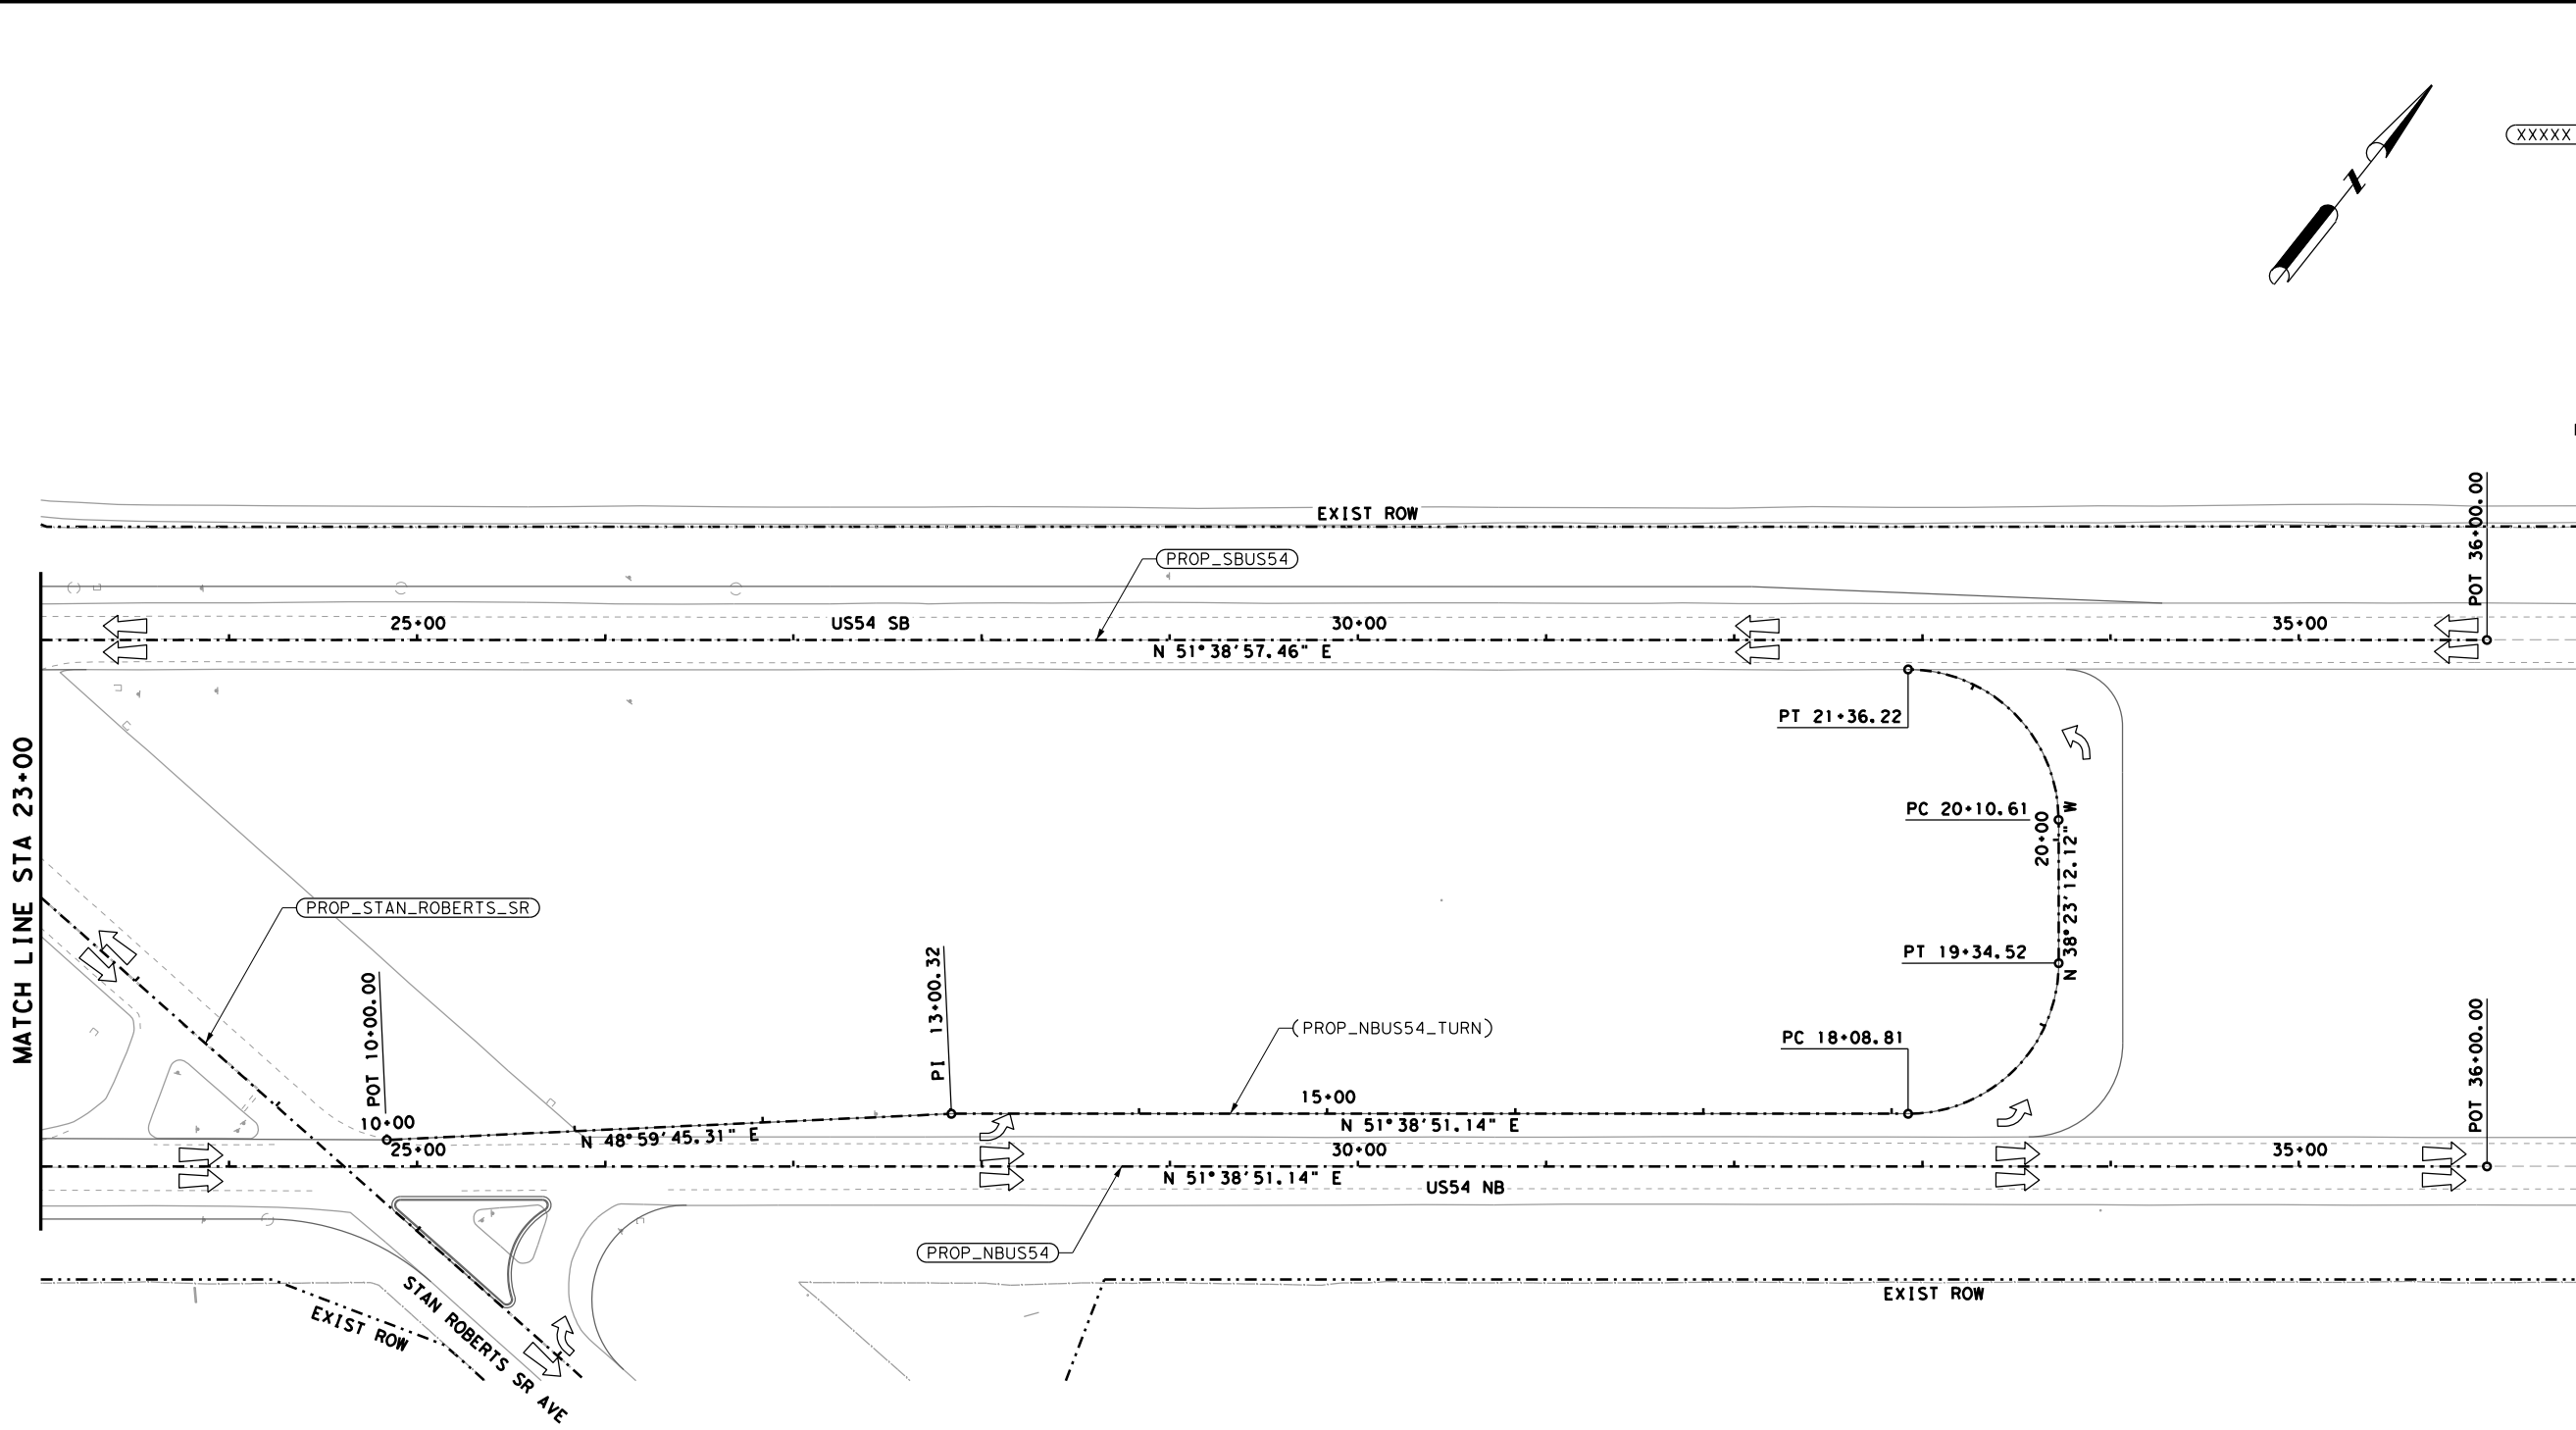 XXXXX
N
EXIST ROW
POT 36+00.00
PROP_SBUS54
25+00
US54 SB
30+00
35+00
N 51°38'57.46" E
PT 21+36.22
MATCH LINE STA 23+00
PC 20+10.61
20+00
N 38°23'12.12" W
PROP_STAN_ROBERTS_SR
PT 19+34.52
POT 10+00.00
PI 13+00.32
PROP_NBUS54_TURN
PC 18+08.81
POT 36+00.00
15+00
10+00
N 48°59'45.31" E
N 51°38'51.14" E
25+00
30+00
35+00
N 51°38'51.14" E
US54 NB
PROP_NBUS54
EXIST ROW
EXIST ROW
STAN ROBERTS SR AVE